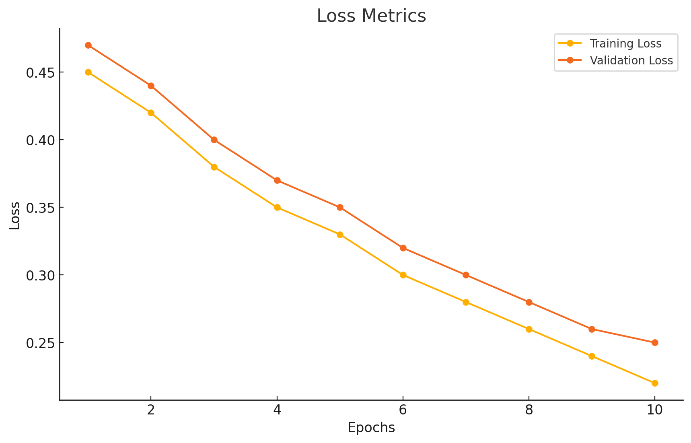 Loss Metrics
Training Loss
Validation Loss
0.45
0.40
0.35
0.30
0.25
Loss
2 4 6 8 10
Epochs